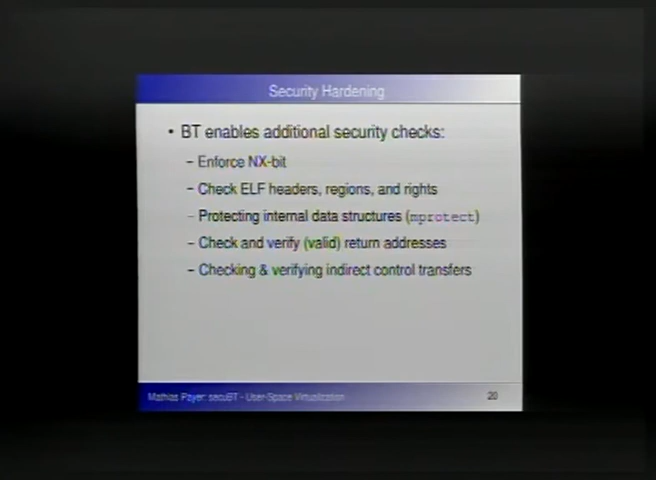 Security Hardening
• BT enables additional security checks:
– Enforce NX-bit
– Check ELF headers, regions, and rights
– Protecting internal data structures (mprotect)
– Check and verify (valid) return addresses
– Checking & verifying indirect control transfers
Mathias Payer: secuBT - User-Space Virtualization
20